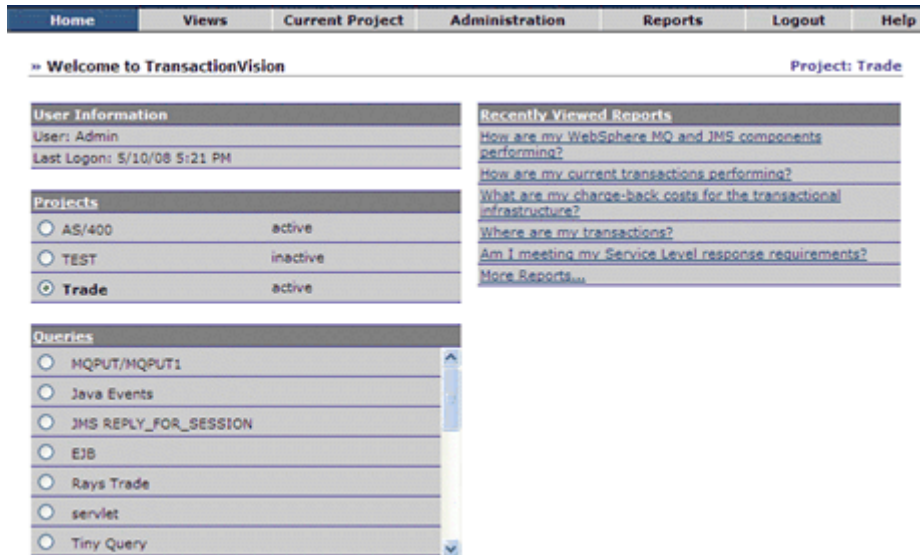 Home Views Current Project Administration Reports Logout Help
» Welcome to TransactionVision
Project: Trade
User Information
User: Admin
Last Logon: 5/10/08 5:21 PM
Projects
AS/400 active
TEST inactive
Trade active
Queries
MQPUT/MQPUT1
Java Events
JMS REPLY_FOR_SESSION
EJB
Rays Trade
servlet
Tiny Query
Recently Viewed Reports
How are my WebSphere MQ and JMS components
performing?
How are my current transactions performing?
What are my charge-back costs for the transactional
infrastructure?
Where are my transactions?
Am I meeting my Service Level response requirements?
More Reports...